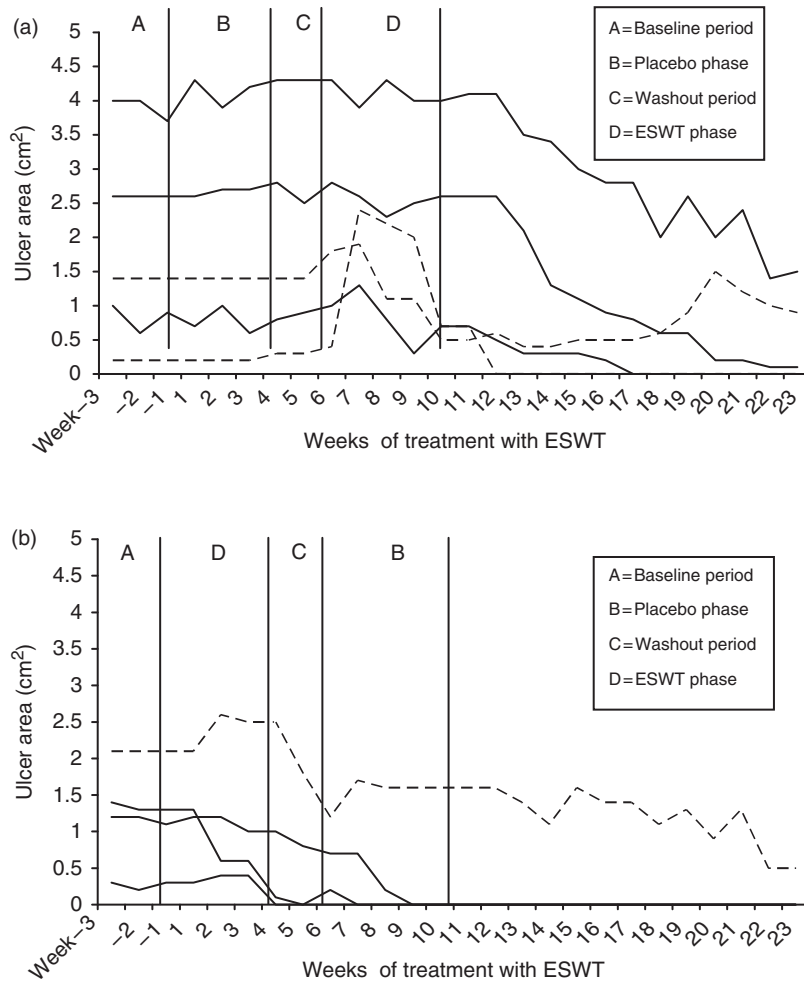 (a)
A B C D
A=Baseline period
B=Placebo phase
C=Washout period
D=ESWT phase
Ulcer area (cm²)
5
4.5
4
3.5
3
2.5
2
1.5
1
0.5
0
Week–3 –2 –1 1 2 3 4 5 6 7 8 9 10 11 12 13 14 15 16 17 18 19 20 21 22 23
Weeks of treatment with ESWT
(b)
A D C B
A=Baseline period
B=Placebo phase
C=Washout period
D=ESWT phase
Ulcer area (cm²)
5
4.5
4
3.5
3
2.5
2
1.5
1
0.5
0
Week–3 –2 –1 1 2 3 4 5 6 7 8 9 10 11 12 13 14 15 16 17 18 19 20 21 22 23
Weeks of treatment with ESWT